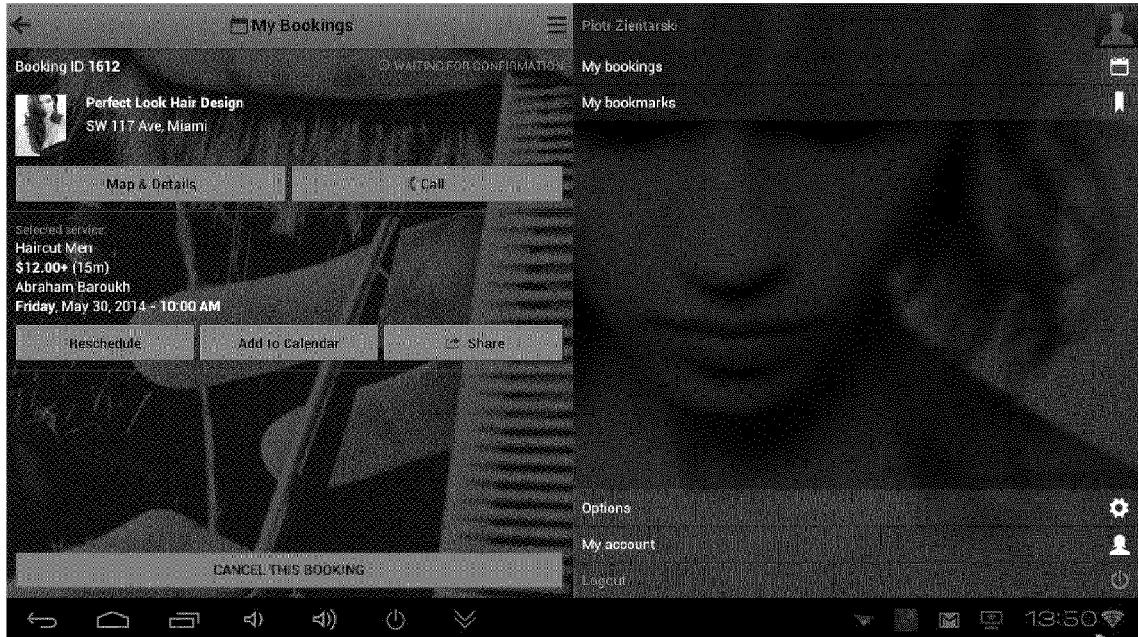 My Bookings
Booking ID 1612
WAITING FOR CONFIRMATION
Perfect Look Hair Design
SW 117 Ave, Miami
Map & Details
Call
Selected service
Haircut Men
$12.00+ (15m)
Abraham Baroukh
Friday, May 30, 2014 - 10:00 AM
Reschedule
Add to Calendar
Share
CANCEL THIS BOOKING
Piotr Zientarski
My bookings
My bookmarks
Options
My account
Logout
13:50